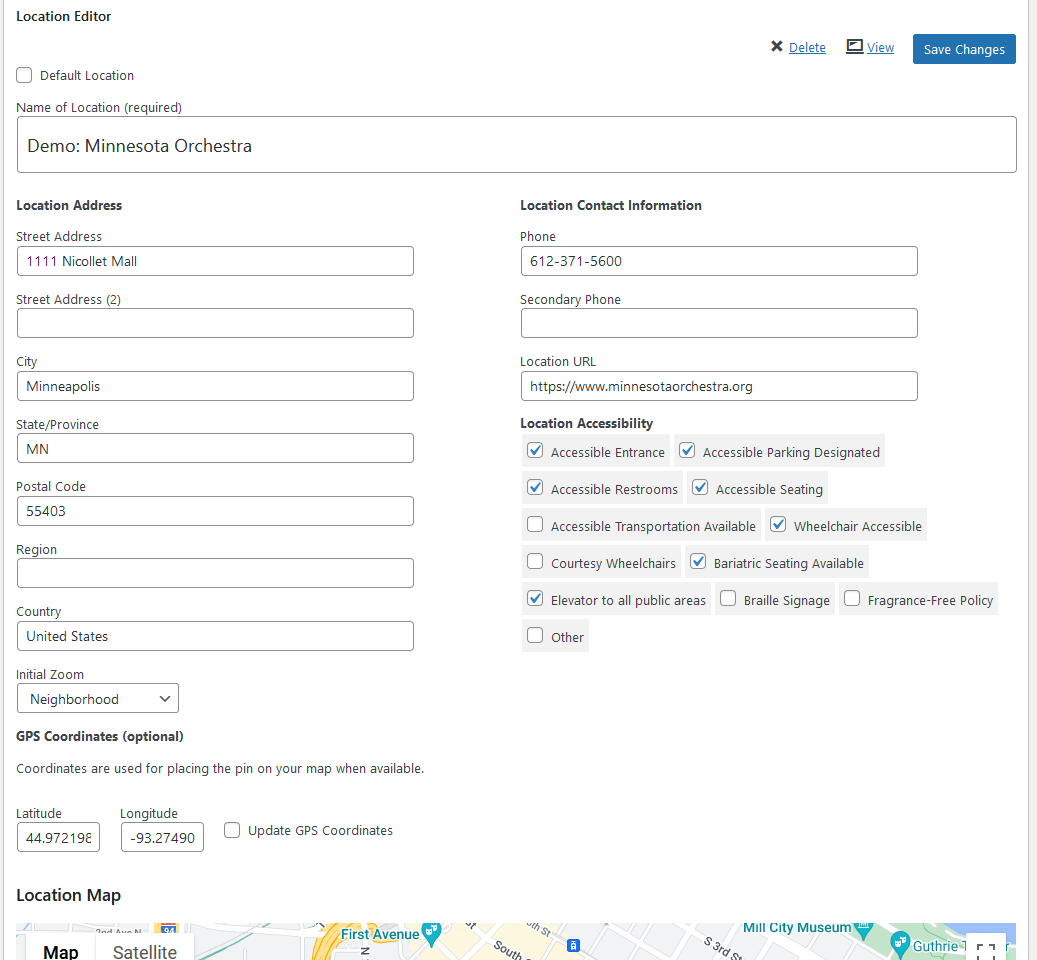 Location Editor
Delete View Save Changes
Default Location
Name of Location (required)
Demo: Minnesota Orchestra
Location Address
Street Address
1111 Nicollet Mall
Street Address (2)
City
Minneapolis
State/Province
MN
Postal Code
55403
Region
Country
United States
Initial Zoom
Neighborhood
Location Contact Information
Phone
612-371-5600
Secondary Phone
Location URL
https://www.minnesotaorchestra.org
Location Accessibility
Accessible Entrance Accessible Parking Designated
Accessible Restrooms Accessible Seating
Accessible Transportation Available Wheelchair Accessible
Courtesy Wheelchairs Bariatric Seating Available
Elevator to all public areas Braille Signage Fragrance-Free Policy
Other
GPS Coordinates (optional)
Coordinates are used for placing the pin on your map when available.
Latitude Longitude
44.972198 -93.27490 Update GPS Coordinates
Location Map
Map Satellite
2nd Ave N
94
First Avenue
N
South
th St
S 3rd St
Mill City Museum
Guthrie